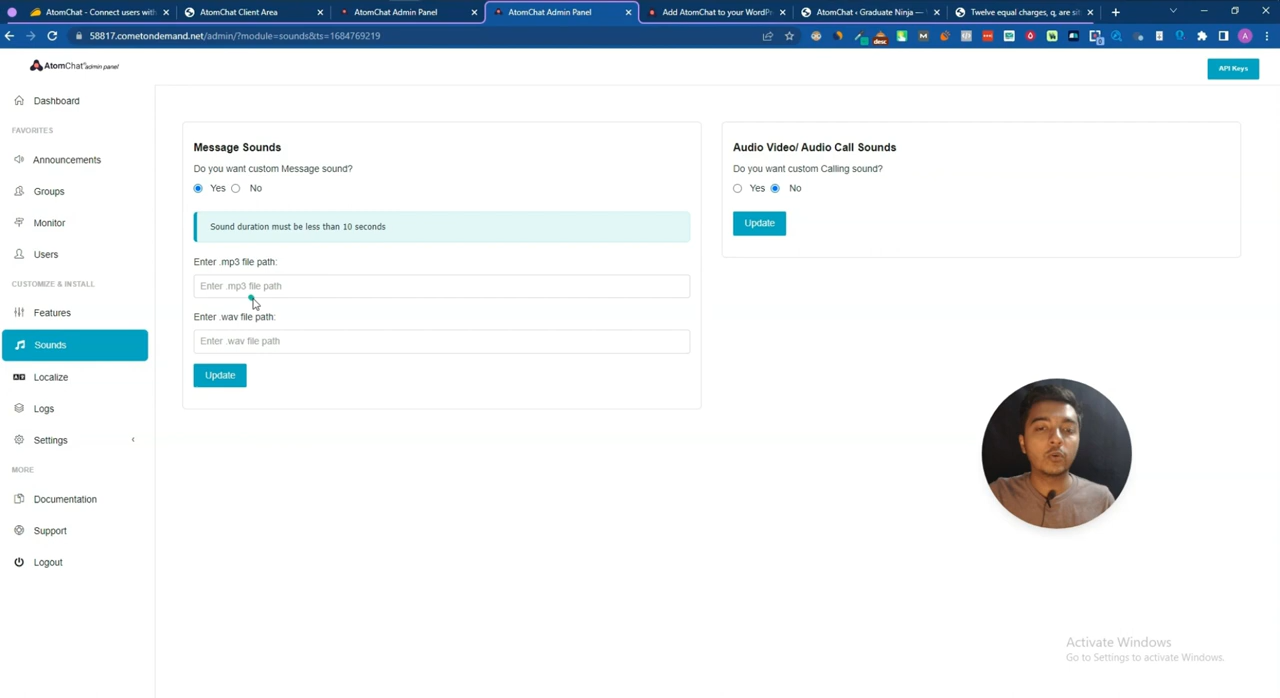 AtomChat - Connect users with
AtomChat Client Area
AtomChat Admin Panel
AtomChat Admin Panel
Add AtomChat to your WordPr
AtomChat ‹ Graduate Ninja — W
Twelve equal charges, q, are si
58817.cometondemand.net/admin/?module=sounds&ts=1684769219
AtomChat admin panel
API Keys
Dashboard
FAVORITES
Announcements
Groups
Monitor
Users
CUSTOMIZE & INSTALL
Features
Sounds
Localize
Logs
Settings
MORE
Documentation
Support
Logout
Message Sounds
Do you want custom Message sound?
Yes No
Sound duration must be less than 10 seconds
Enter .mp3 file path:
Enter .mp3 file path
Enter .wav file path:
Enter .wav file path
Update
Audio Video/ Audio Call Sounds
Do you want custom Calling sound?
Yes No
Update
Activate Windows
Go to Settings to activate Windows.